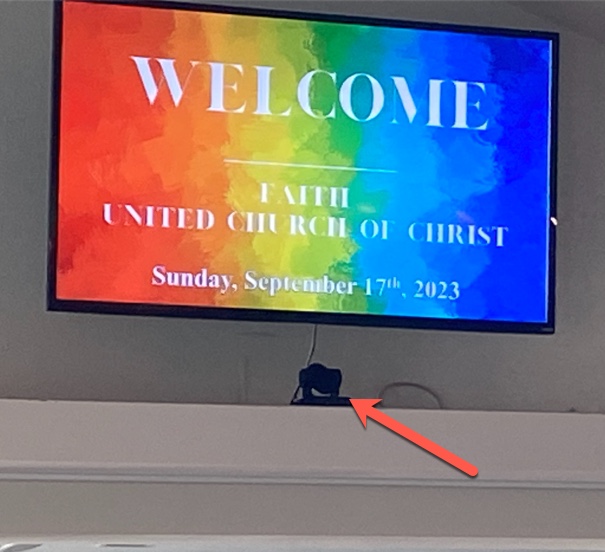 WELCOME
FAITH
UNITED CHURCH OF CHRIST
Sunday, September 17th, 2023